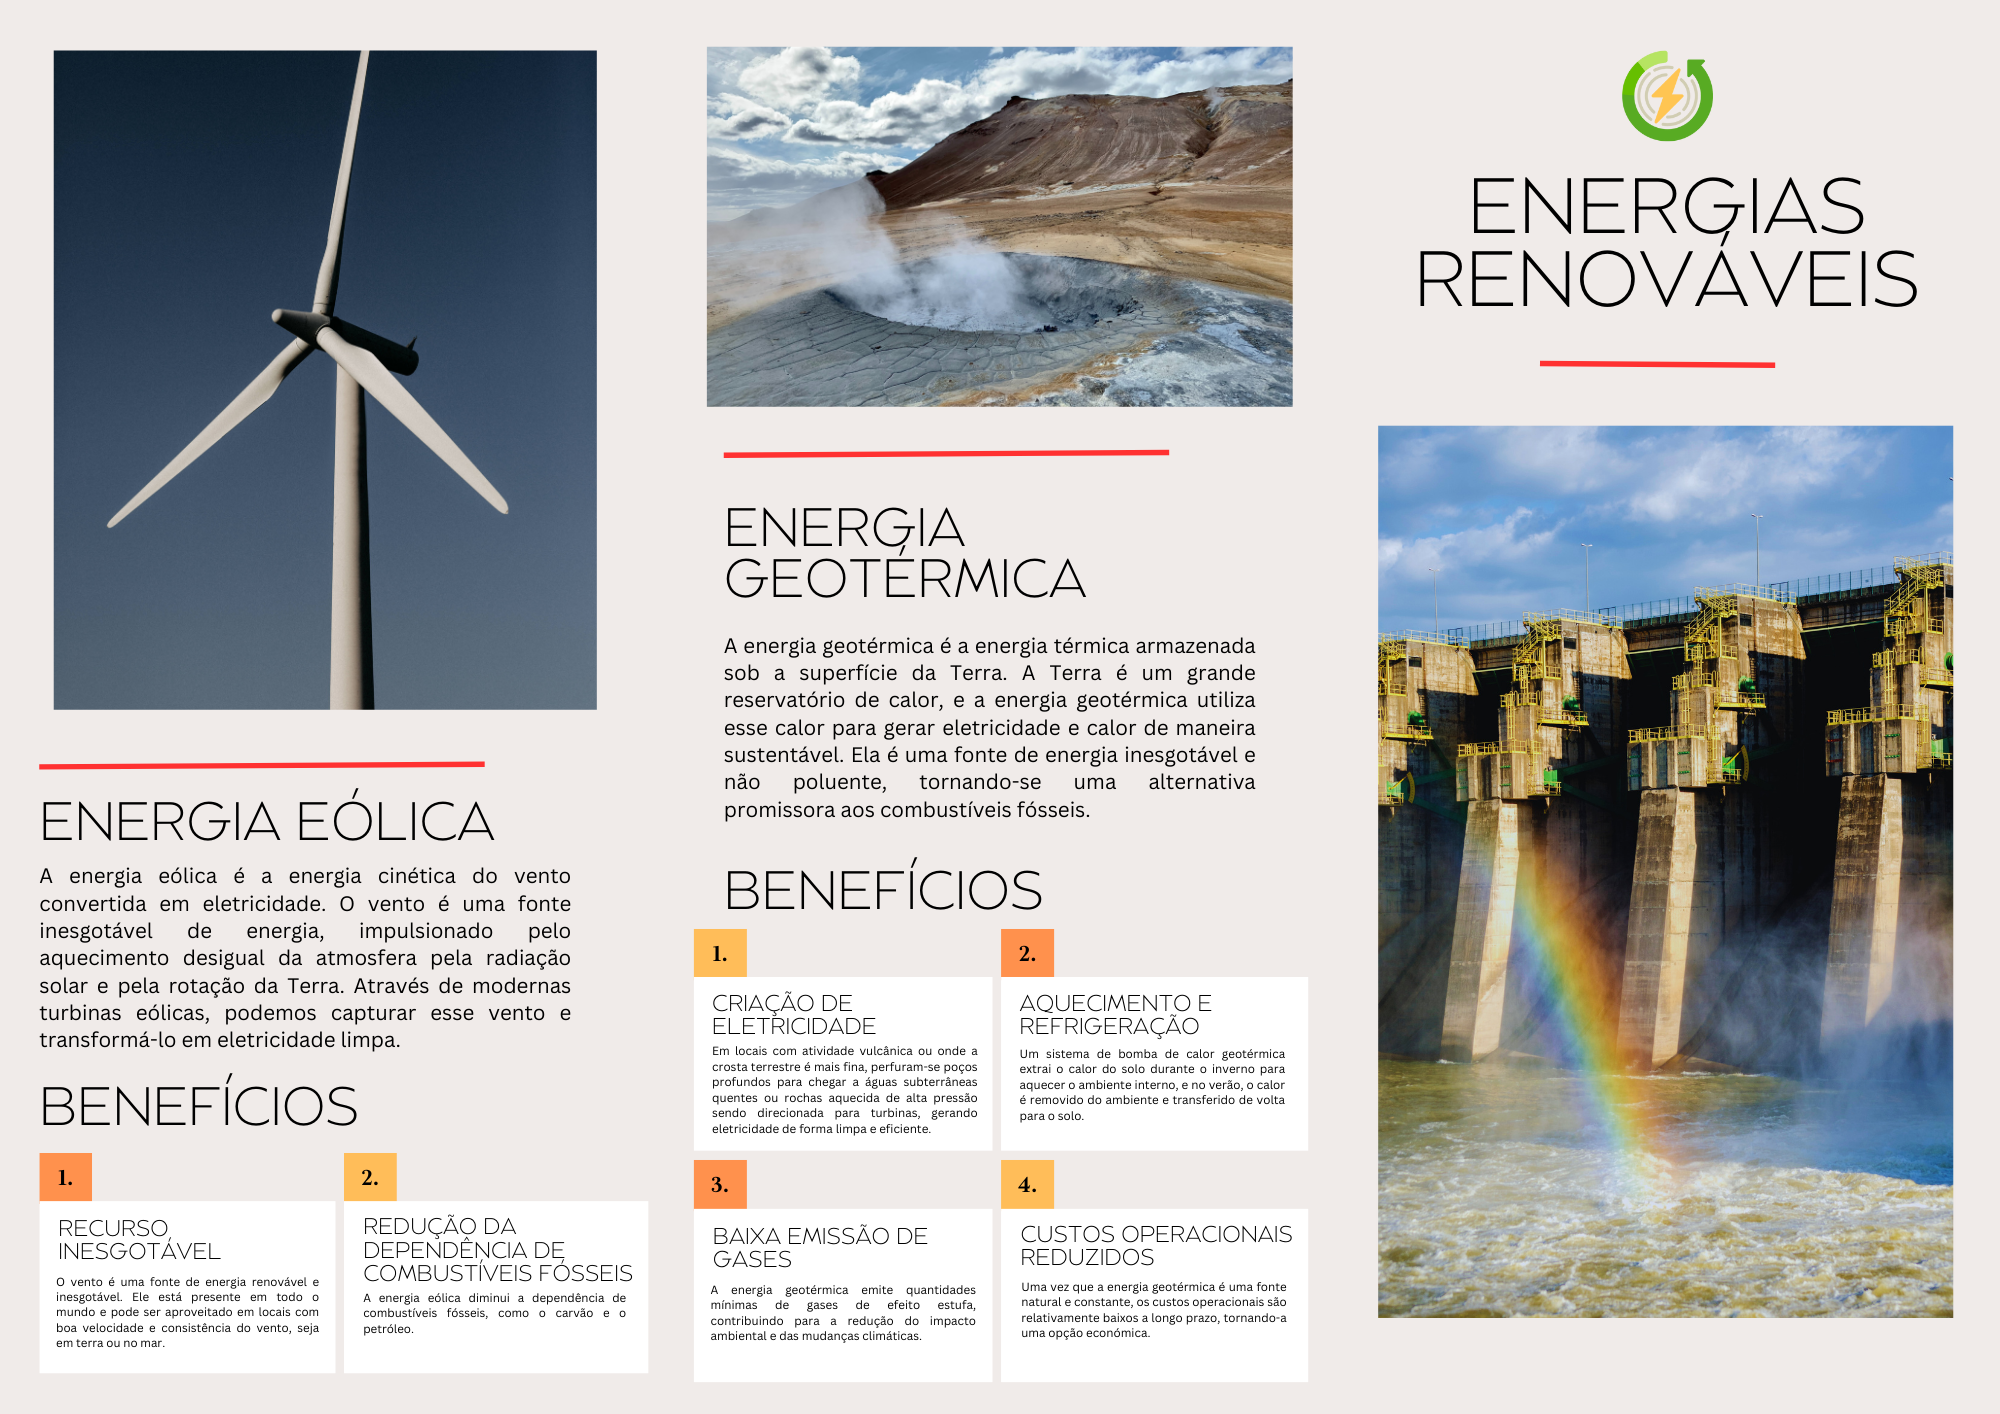 ENERGIA EÓLICA
A energia eólica é a energia cinética do vento
convertida em eletricidade. O vento é uma fonte
inesgotável de energia, impulsionado pelo
aquecimento desigual da atmosfera pela radiação
solar e pela rotação da Terra. Através de modernas
turbinas eólicas, podemos capturar esse vento e
transformá-lo em eletricidade limpa.
BENEFÍCIOS
1.
RECURSO
INESGOTÁVEL
O vento é uma fonte de energia renovável e
inesgotável. Ele está presente em todo o
mundo e pode ser aproveitado em locais com
boa velocidade e consistência do vento, seja
em terra ou no mar.
2.
REDUÇÃO DA
DEPENDÊNCIA DE
COMBUSTÍVEIS FÓSSEIS
A energia eólica diminui a dependência de
combustíveis fósseis, como o carvão e o
petróleo.
ENERGIA
GEOTÉRMICA
A energia geotérmica é a energia térmica armazenada
sob a superfície da Terra. A Terra é um grande
reservatório de calor, e a energia geotérmica utiliza
esse calor para gerar eletricidade e calor de maneira
sustentável. Ela é uma fonte de energia inesgotável e
não poluente, tornando-se uma alternativa
promissora aos combustíveis fósseis.
BENEFÍCIOS
1.
CRIAÇÃO DE
ELETRICIDADE
Em locais com atividade vulcânica ou onde a
crosta terrestre é mais fina, perfuram-se poços
profundos para chegar a águas subterrâneas
quentes ou rochas aquecida de alta pressão
sendo direcionada para turbinas, gerando
eletricidade de forma limpa e eficiente.
2.
AQUECIMENTO E
REFRIGERAÇÃO
Um sistema de bomba de calor geotérmica
extrai o calor do solo durante o inverno para
aquecer o ambiente interno, e no verão, o calor
é removido do ambiente e transferido de volta
para o solo.
3.
BAIXA EMISSÃO DE
GASES
A energia geotérmica emite quantidades
mínimas de gases de efeito estufa,
contribuindo para a redução do impacto
ambiental e das mudanças climáticas.
4.
CUSTOS OPERACIONAIS
REDUZIDOS
Uma vez que a energia geotérmica é uma fonte
natural e constante, os custos operacionais são
relativamente baixos a longo prazo, tornando-a
uma opção económica.
ENERGIAS
RENOVÁVEIS